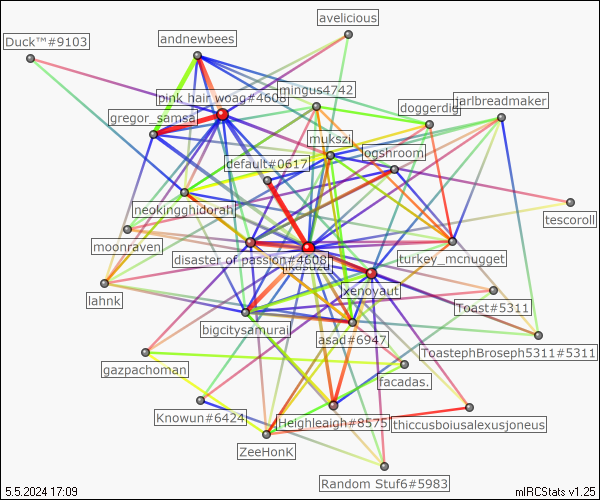 avelicious
Duck™#9103
andnewbees
mingus4742
pink hair woag#4608
doggerdig
jarlbreadmaker
gregor_samsa
mukszi
logshroom
default#0617
neokingghidorah
tescoroll
moonraven
disaster of passion#4608
turkey_mcnugget
lahnk
xenovaut
Toast#5311
bigcitysamurai
asad#6947
ToastephBroseph5311#5311
gazpachoman
facadas.
Knowun#6424
Heighleaigh#8575
thiccusboiusalexusjoneus
ZeeHonK
Random Stuf6#5983
5.5.2024 17:09
mIRCStats v1.25